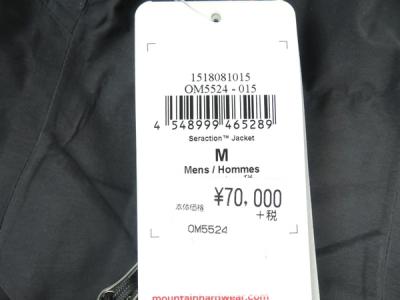 1518081015
OM5524 - 015
4 548999 465289
Seraction™ Jacket
M
Mens / Hommes
本体価格 ¥70,000
+税
OM5524
mountainhardwear.com